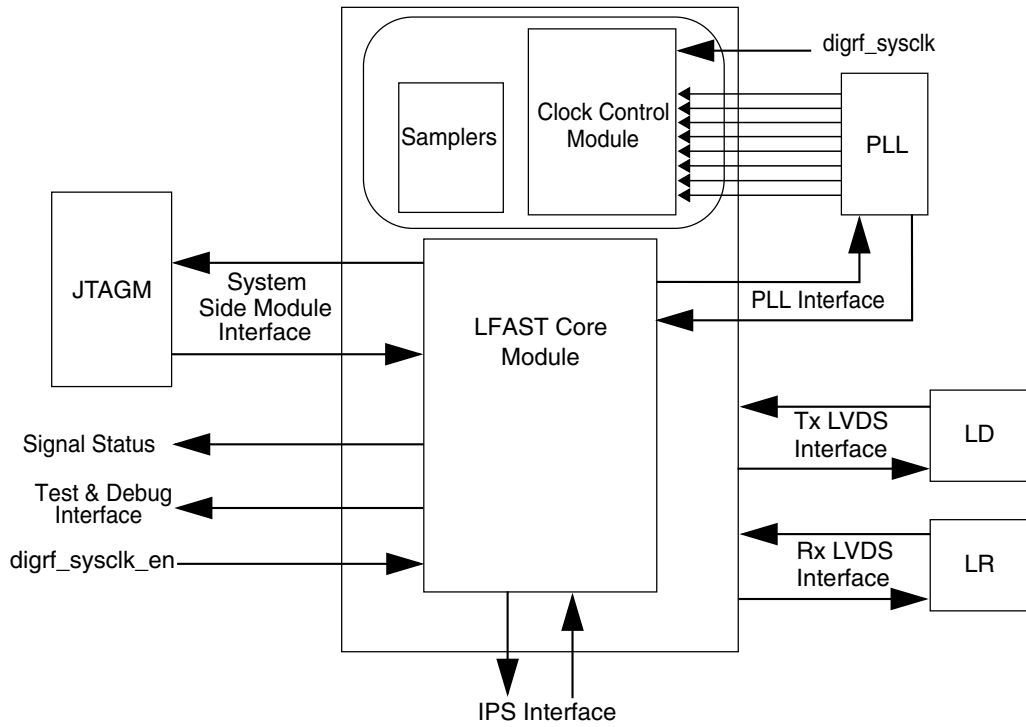 digrf_sysclk
Samplers
Clock Control
Module
PLL
JTAGM
System
Side Module
Interface
LFAST Core
Module
PLL Interface
Signal Status
Test & Debug
Interface
digrf_sysclk_en
Tx LVDS
Interface
LD
Rx LVDS
Interface
LR
IPS Interface